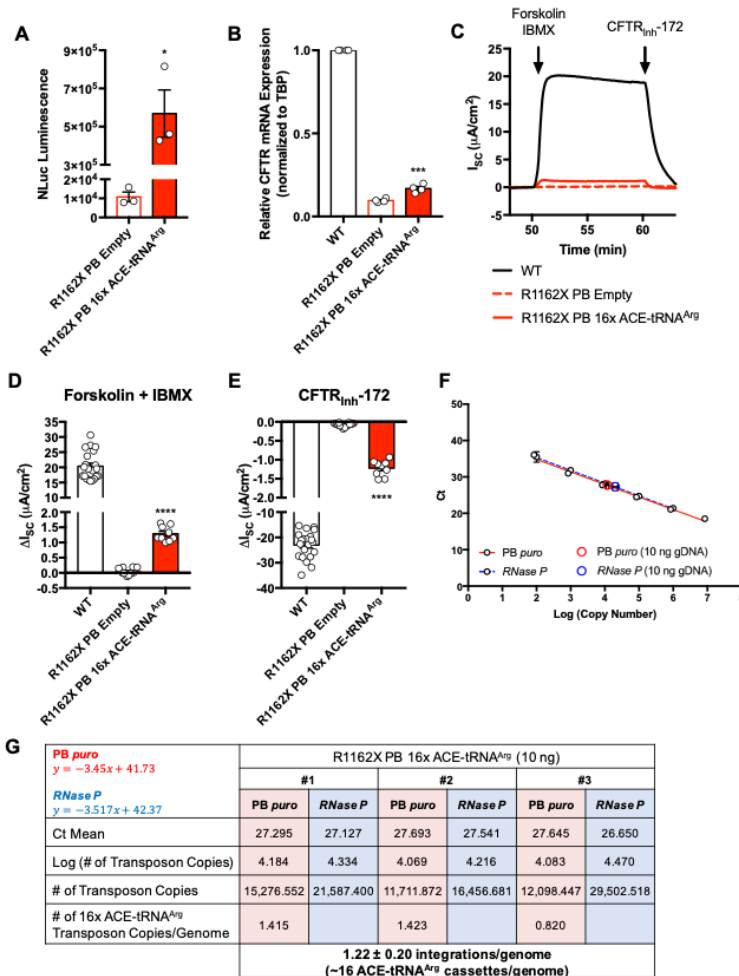 A
NLuc Luminescence
9×10⁵
7×10⁵
5×10⁵
3×10⁵
2×10⁴
1×10⁴
0
*
R1162X PB Empty
R1162X PB 16x ACE-tRNA^Arg
B
Relative CFTR mRNA Expression
(normalized to TBP)
1.0
0.5
0.0
***
WT
R1162X PB Empty
R1162X PB 16x ACE-tRNA^Arg
C
Forskolin
IBMX
CFTR_Inh-172
I_SC (µA/cm²)
25
20
15
10
5
0
-5
50
55
60
Time (min)
WT
R1162X PB Empty
R1162X PB 16x ACE-tRNA^Arg
D
Forskolin + IBMX
ΔI_SC (µA/cm²)
35
30
25
20
15
10
2.0
1.5
1.0
0.5
0.0
-0.5
****
WT
R1162X PB Empty
R1162X PB 16x ACE-tRNA^Arg
E
CFTR_Inh-172
ΔI_SC (µA/cm²)
0.0
-0.5
-1.0
-1.5
-2.0
-10
-20
-30
-40
****
WT
R1162X PB Empty
R1162X PB 16x ACE-tRNA^Arg
F
Ct
50
40
30
20
10
0
0 1 2 3 4 5 6 7 8
Log (Copy Number)
PB puro
PB puro (10 ng gDNA)
RNase P
RNase P (10 ng gDNA)
G
PB puro
y = −3.45x + 41.73
RNase P
y = −3.517x + 42.37
R1162X PB 16x ACE-tRNA^Arg (10 ng)
#1 #2 #3
PB puro RNase P PB puro RNase P PB puro RNase P
Ct Mean 27.295 27.127 27.693 27.541 27.645 26.650
Log (# of Transposon Copies) 4.184 4.334 4.069 4.216 4.083 4.470
# of Transposon Copies 15,276.552 21,587.400 11,711.872 16,456.681 12,098.447 29,502.518
# of 16x ACE-tRNA^Arg
Transposon Copies/Genome 1.415 1.423 0.820
1.22 ± 0.20 integrations/genome
(~16 ACE-tRNA^Arg cassettes/genome)